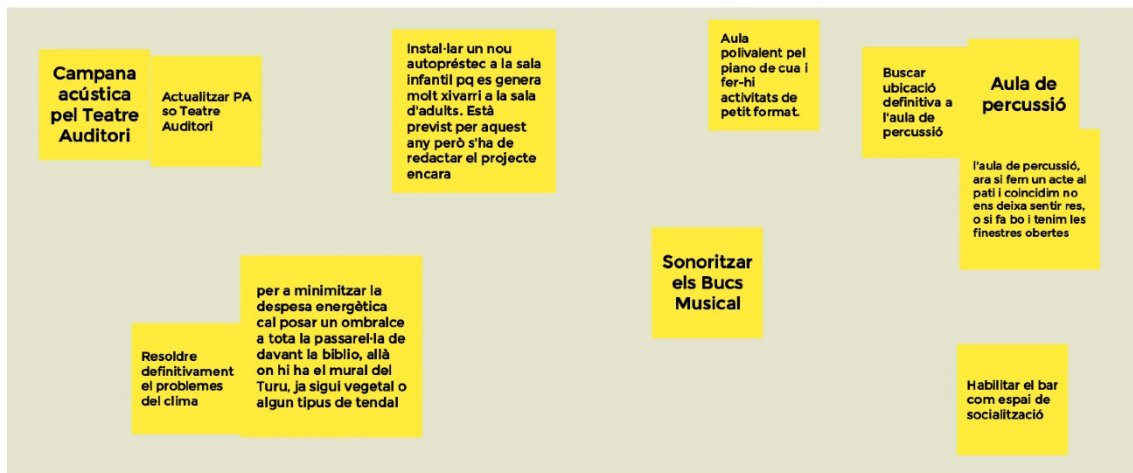 Campana
acústica
pel Teatre
Auditori
Actualitzar PA
so Teatre
Auditori
Instal·lar un nou
autopréstec a la sala
infantil pq es genera
molt xivarri a la sala
d'adults. Està
previst per aquest
any però s'ha de
redactar el projecte
encara
Aula
polivalent pel
piano de cua i
fer-hi
activitats de
petit format.
Buscar
ubicació
definitiva a
l'aula de
percussió
Aula de
percussió
l'aula de percussió,
ara si fem un acte al
pati i coincidim no
ens deixa sentir res,
o si fa bo i tenim les
finestres obertes
Sonoritzar
els Bucs
Musical
per a minimitzar la
despesa energètica
cal posar un ombralce
a tota la passarel·la de
davant la biblio, allà
on hi ha el mural del
Turu, ja sigui vegetal o
algun tipus de tendal
Resoldre
definitivament
el problemes
del clima
Habilitar el bar
com espai de
socialització